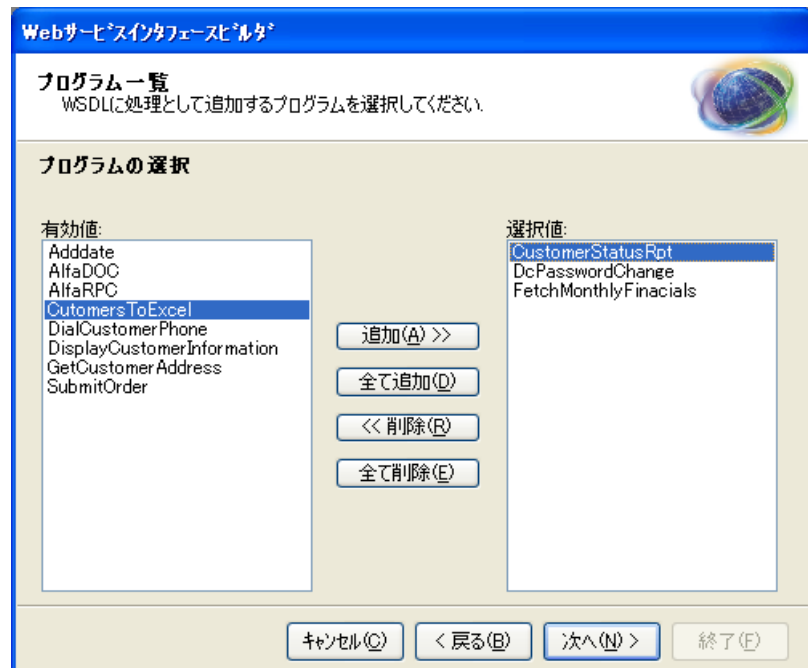 Webｻｰﾋﾞｽｲﾝﾀﾌｪｰｽﾋﾞﾙﾀﾞ
プログラム一覧
WSDLに処理として追加するプログラムを選択してください.
プログラムの選択
有効値:
Adddate
AlfaDOC
AlfaRPC
CutomersToExcel
DialCustomerPhone
DisplayCustomerInformation
GetCustomerAddress
SubmitOrder
追加(A) >>
全て追加(D)
<< 削除(R)
全て削除(E)
選択値:
CustomerStatusRpt
DcPasswordChange
FetchMonthlyFinacials
ｷｬﾝｾﾙ(C)
< 戻る(B)
次へ(N) >
終了(F)